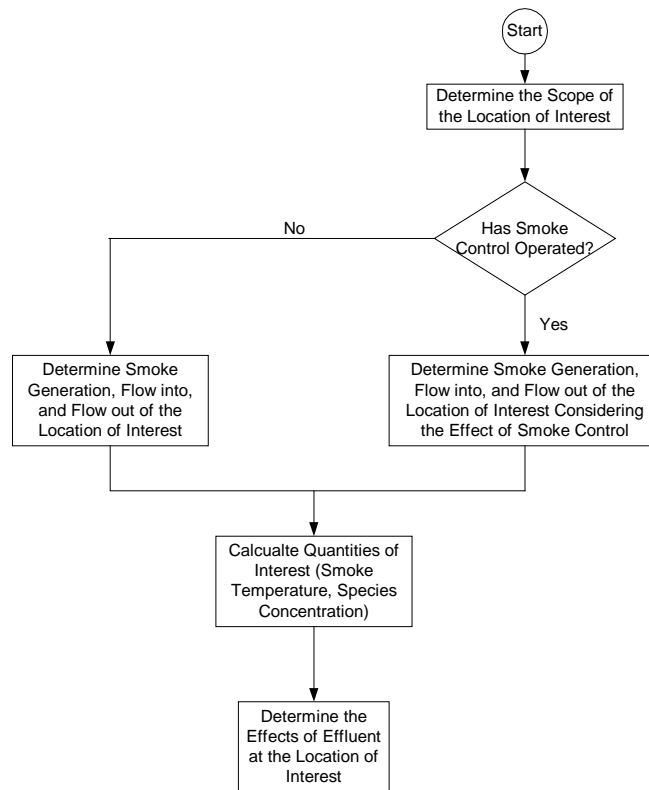 Start
Determine the Scope of
the Location of Interest
Has Smoke
Control Operated?
No
Yes
Determine Smoke
Generation, Flow into,
and Flow out of the
Location of Interest
Determine Smoke Generation,
Flow into, and Flow out of the
Location of Interest Considering
the Effect of Smoke Control
Calcualte Quantities of
Interest (Smoke
Temperature, Species
Concentration)
Determine the
Effects of Effluent
at the Location of
Interest